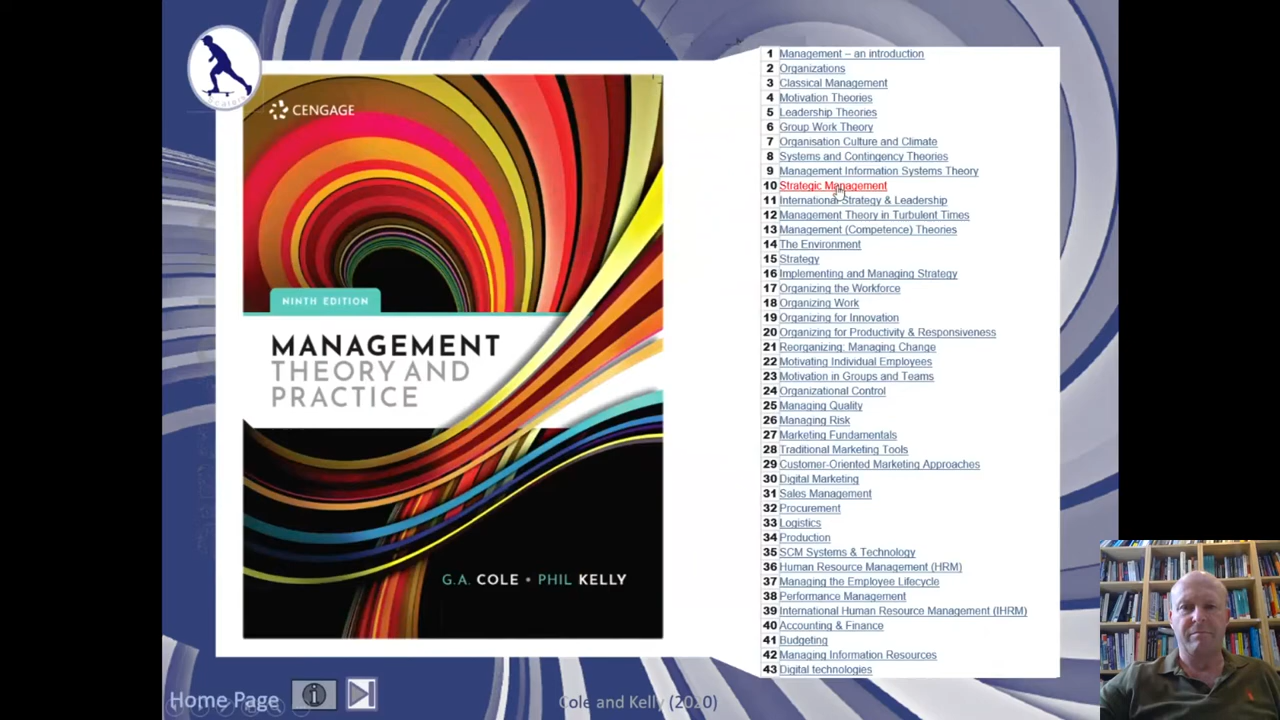 Scalers
CENGAGE
NINTH EDITION
MANAGEMENT
THEORY AND
PRACTICE
G.A. COLE • PHIL KELLY
1 Management – an introduction
2 Organizations
3 Classical Management
4 Motivation Theories
5 Leadership Theories
6 Group Work Theory
7 Organisation Culture and Climate
8 Systems and Contingency Theories
9 Management Information Systems Theory
10 Strategic Management
11 International Strategy & Leadership
12 Management Theory in Turbulent Times
13 Management (Competence) Theories
14 The Environment
15 Strategy
16 Implementing and Managing Strategy
17 Organizing the Workforce
18 Organizing Work
19 Organizing for Innovation
20 Organizing for Productivity & Responsiveness
21 Reorganizing: Managing Change
22 Motivating Individual Employees
23 Motivation in Groups and Teams
24 Organizational Control
25 Managing Quality
26 Managing Risk
27 Marketing Fundamentals
28 Traditional Marketing Tools
29 Customer-Oriented Marketing Approaches
30 Digital Marketing
31 Sales Management
32 Procurement
33 Logistics
34 Production
35 SCM Systems & Technology
36 Human Resource Management (HRM)
37 Managing the Employee Lifecycle
38 Performance Management
39 International Human Resource Management (IHRM)
40 Accounting & Finance
41 Budgeting
42 Managing Information Resources
43 Digital technologies
Home Page
Cole and Kelly (2020)